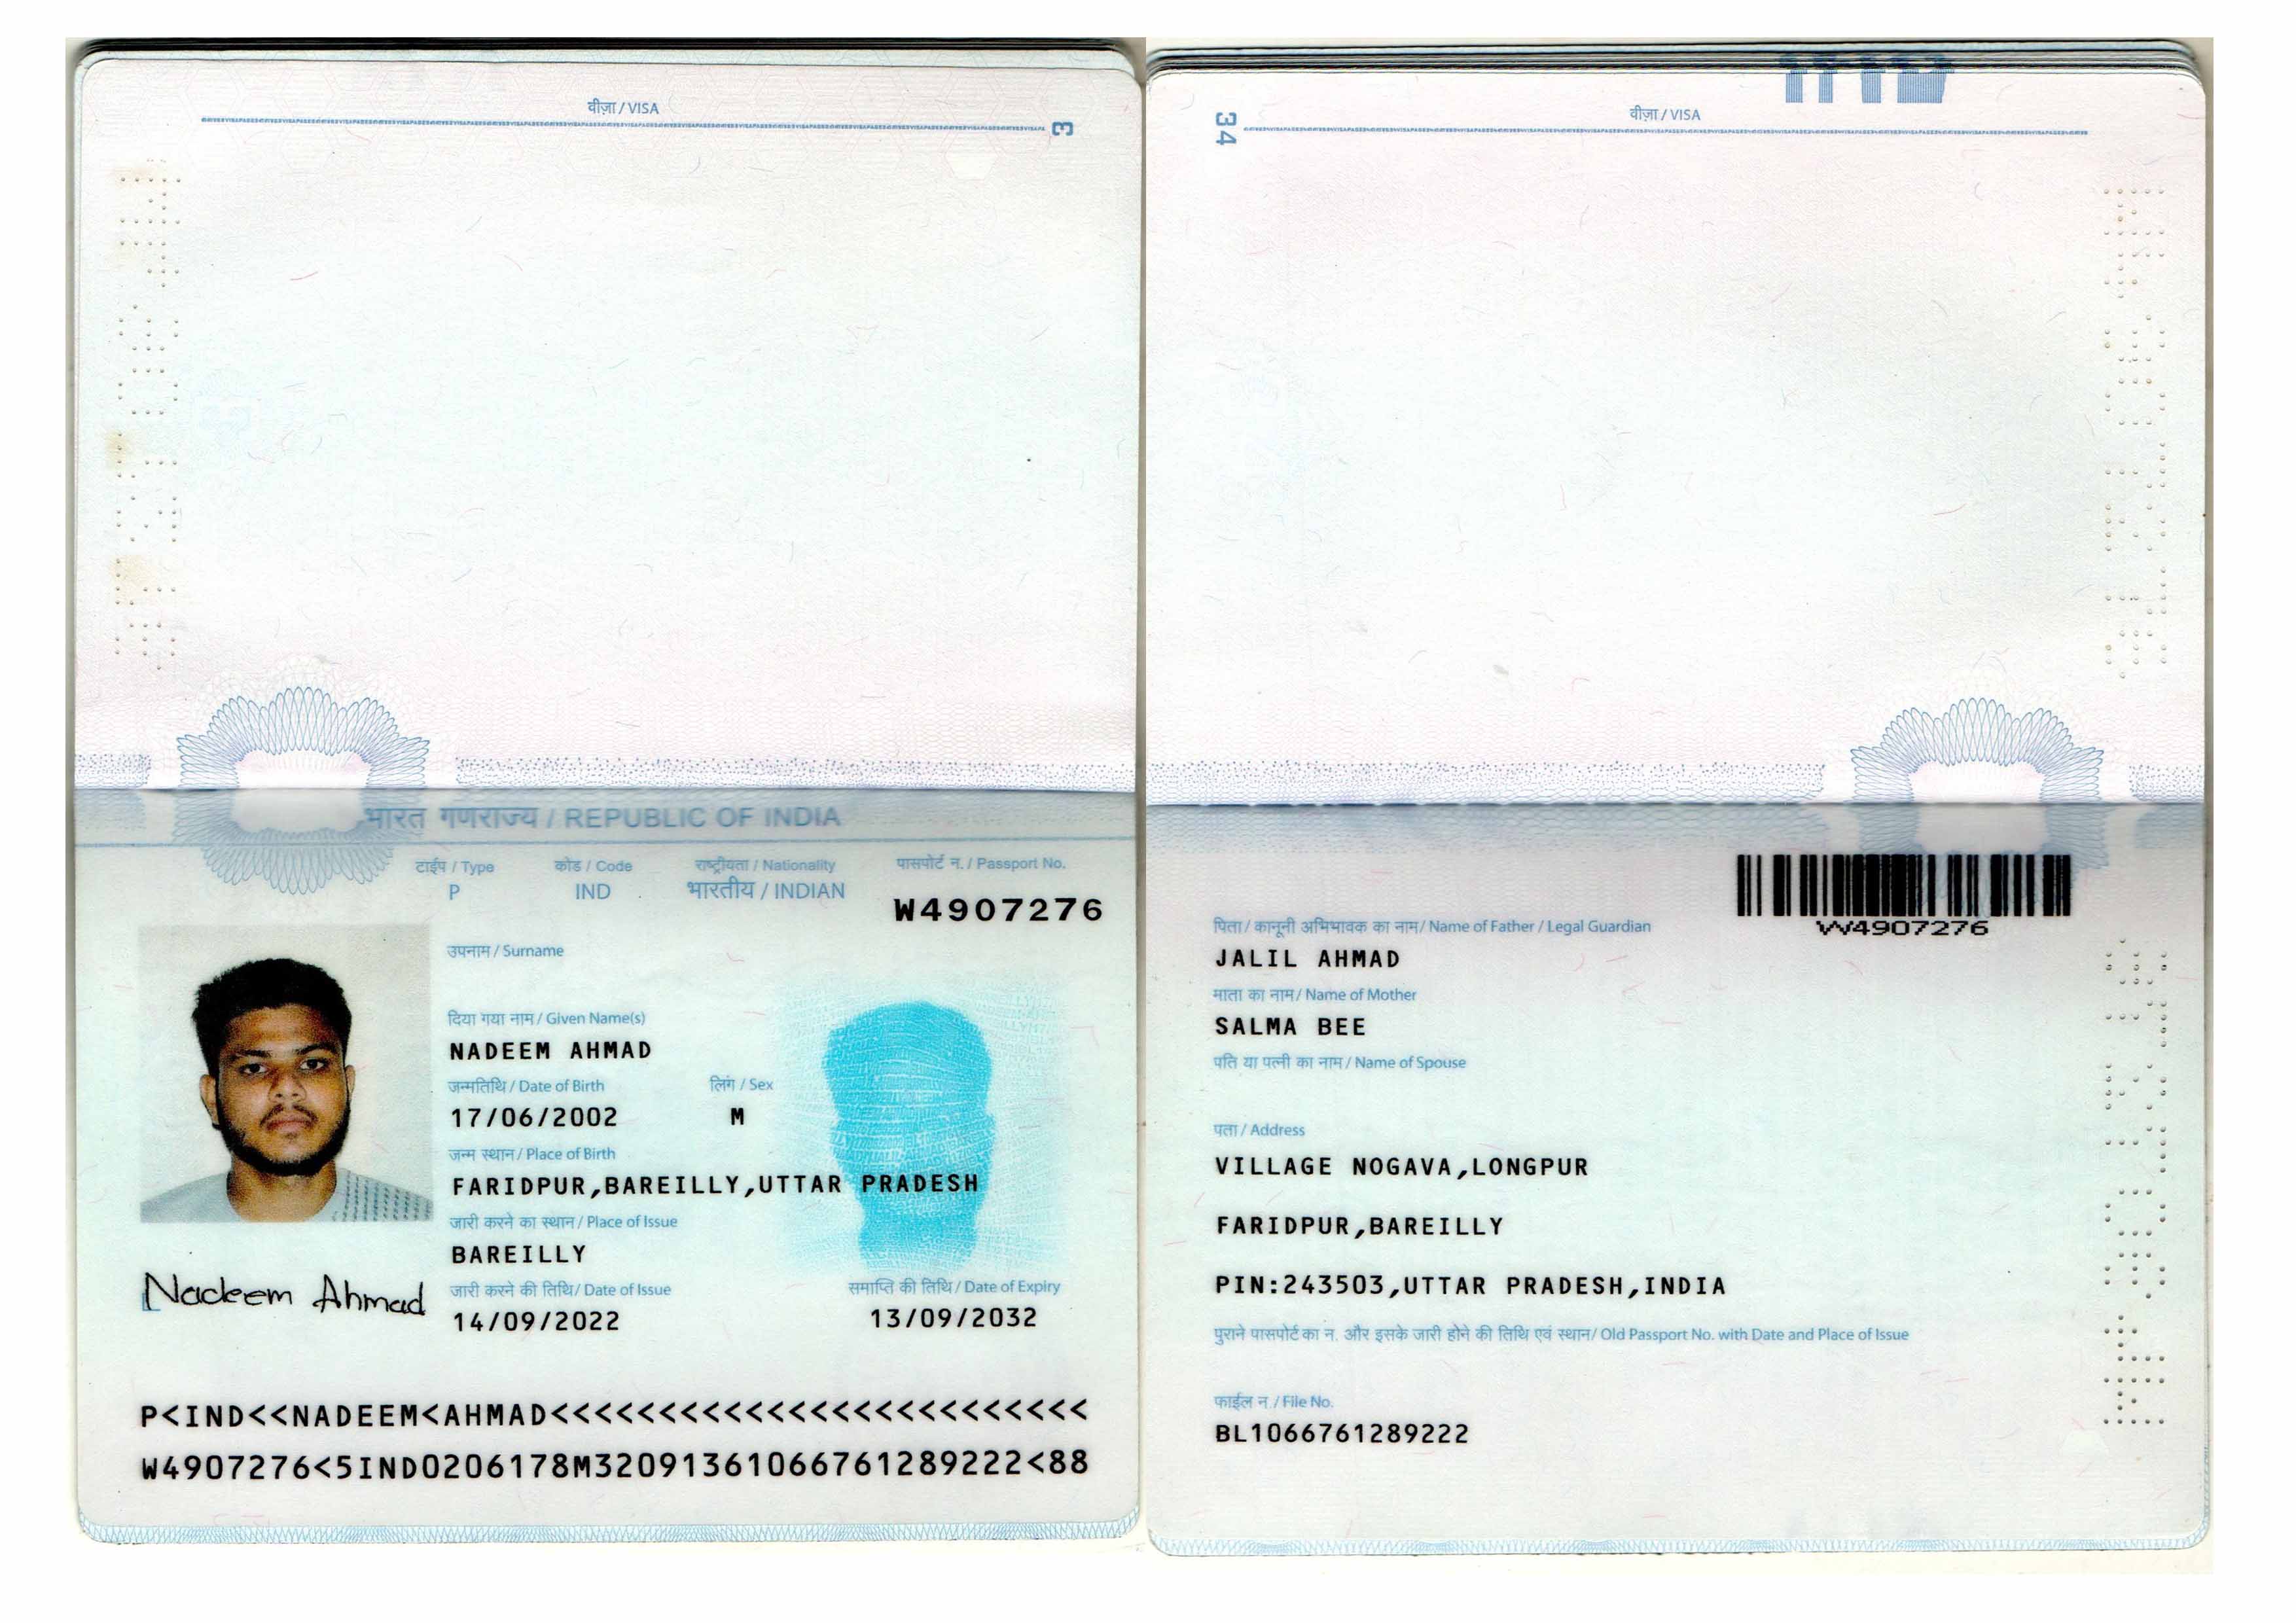 वीज़ा / VISA
3
भारत गणराज्य / REPUBLIC OF INDIA
टाईप / Type
कोड / Code
राष्ट्रीयता / Nationality
पासपोर्ट न. / Passport No.
P
IND
भारतीय / INDIAN
W4907276
उपनाम / Surname
दिया गया नाम / Given Name(s)
NADEEM AHMAD
जन्मतिथि / Date of Birth
लिंग / Sex
17/06/2002
M
जन्म स्थान / Place of Birth
FARIDPUR,BAREILLY,UTTAR PRADESH
जारी करने का स्थान / Place of Issue
BAREILLY
Nadeem Ahmad
जारी करने की तिथि / Date of Issue
समाप्ति की तिथि / Date of Expiry
14/09/2022
13/09/2032
P<IND<<NADEEM<AHMAD<<<<<<<<<<<<<<<<<<<<<<<<<
W4907276<5IND0206178M32091361066761289222<88
वीज़ा / VISA
34
W4907276
पिता / कानूनी अभिभावक का नाम / Name of Father / Legal Guardian
JALIL AHMAD
माता का नाम / Name of Mother
SALMA BEE
पति या पत्नी का नाम / Name of Spouse
पता / Address
VILLAGE NOGAVA,LONGPUR
FARIDPUR,BAREILLY
PIN:243503,UTTAR PRADESH,INDIA
पुराने पासपोर्ट का न. और इसके जारी होने की तिथि एवं स्थान / Old Passport No. with Date and Place of Issue
फाईल न. / File No.
BL1066761289222